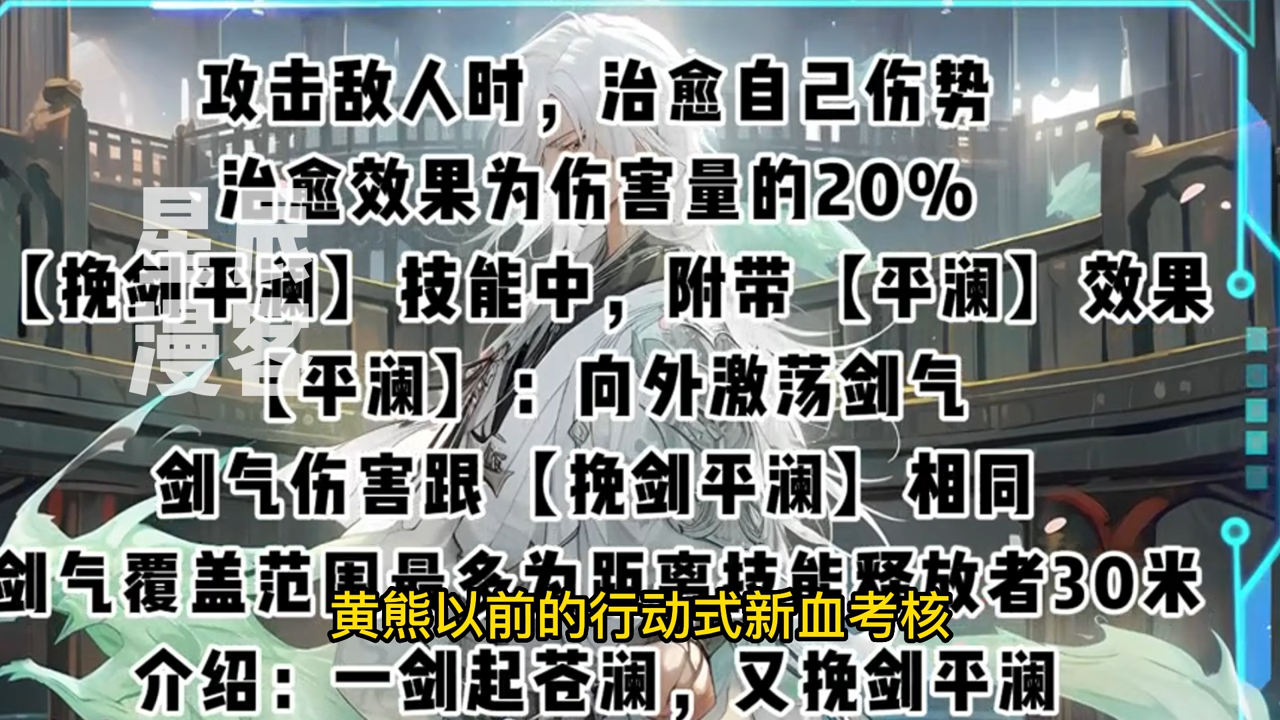 攻击敌人时，治愈自己伤势
治愈效果为伤害量的20%
【挽剑平澜】技能中，附带【平澜】效果
【平澜】：向外激荡剑气
剑气伤害跟【挽剑平澜】相同
剑气覆盖范围最多为距离技能释放者30米
黄熊以前的行动式新血考核
介绍：一剑起苍澜，又挽剑平澜
漫客